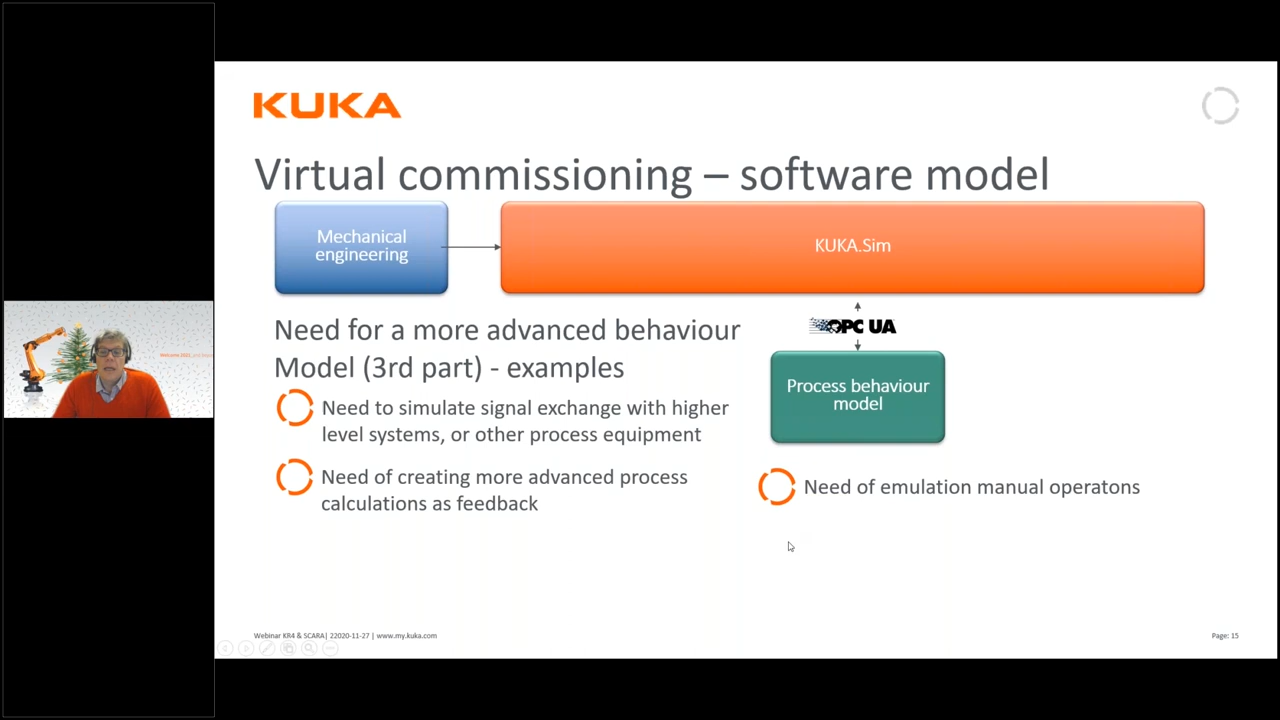 KUKA
Virtual commissioning – software model
Mechanical
engineering
KUKA.Sim
OPC UA
Need for a more advanced behaviour
Model (3rd part) - examples
Process behaviour
model
Need to simulate signal exchange with higher
level systems, or other process equipment
Need of creating more advanced process
calculations as feedback
Need of emulation manual operatons
Webinar KR4 & SCARA| 22020-11-27 | www.my.kuka.com
Page: 15